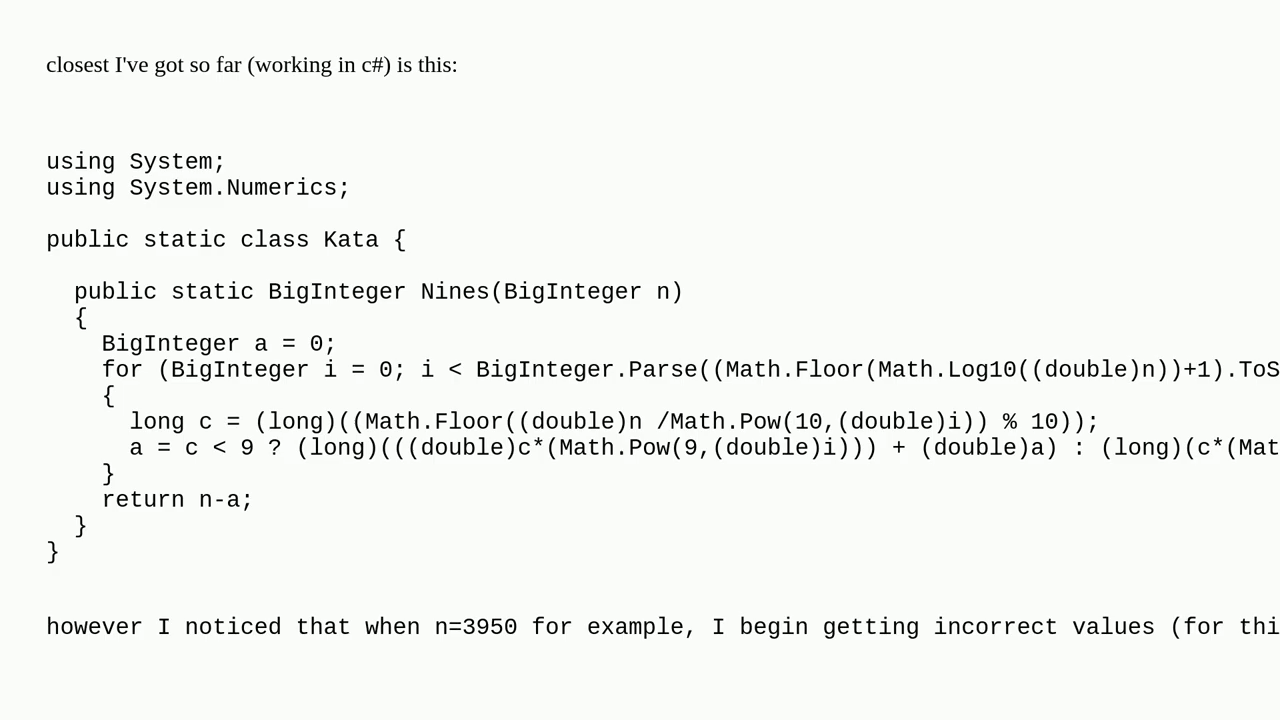 closest I've got so far (working in c#) is this:
using System;
using System.Numerics;
public static class Kata {
public static BigInteger Nines(BigInteger n)
{
BigInteger a = 0;
for (BigInteger i = 0; i < BigInteger.Parse((Math.Floor(Math.Log10((double)n))+1).ToS
{
long c = (long)((Math.Floor((double)n /Math.Pow(10,(double)i)) % 10));
a = c < 9 ? (long)(((double)c*(Math.Pow(9,(double)i))) + (double)a) : (long)(c*(Mat
}
return n-a;
}
}
however I noticed that when n=3950 for example, I begin getting incorrect values (for thi